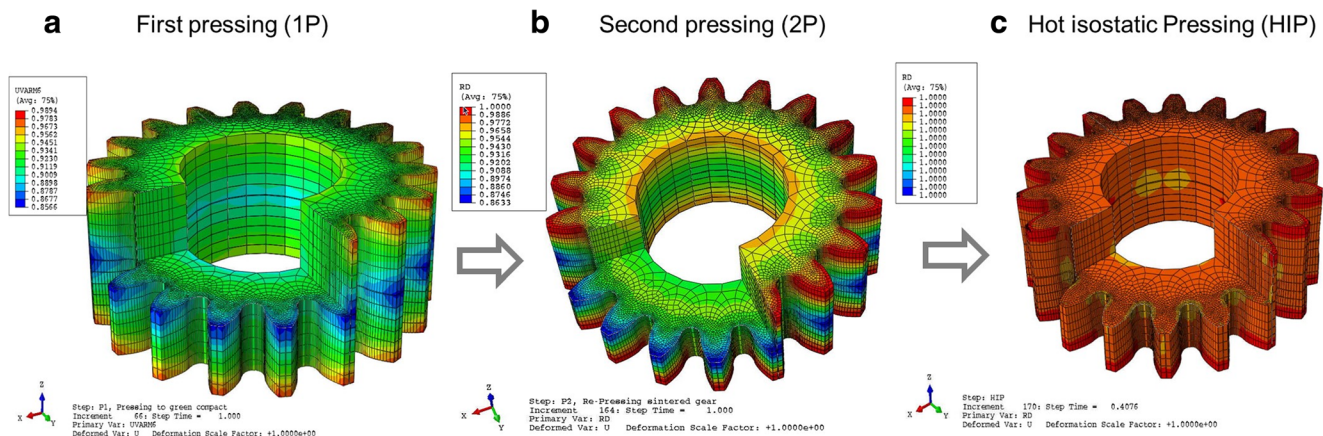 a First pressing (1P)
b Second pressing (2P)
c Hot isostatic Pressing (HIP)
UVARM6
(Avg: 75%)
0.9894
0.9783
0.9673
0.9562
0.9451
0.9341
0.9230
0.9119
0.9009
0.8898
0.8787
0.8677
0.8566
Z
X
Y
Step: P1, Pressing to green compact
Increment 66: Step Time = 1.000
Primary Var: UVARM6
Deformed Var: U Deformation Scale Factor: +1.0000e+00
RD
(Avg: 75%)
1.0000
0.9886
0.9772
0.9658
0.9544
0.9430
0.9316
0.9202
0.9088
0.8974
0.8860
0.8746
0.8633
Z
X
Y
Step: P2, Re-Pressing sintered gear
Increment 164: Step Time = 1.000
Primary Var: RD
Deformed Var: U Deformation Scale Factor: +1.0000e+00
RD
(Avg: 75%)
1.0000
1.0000
1.0000
1.0000
1.0000
1.0000
1.0000
1.0000
1.0000
1.0000
1.0000
1.0000
1.0000
Z
X
Y
Step: HIP
Increment 170: Step Time = 0.4076
Primary Var: RD
Deformed Var: U Deformation Scale Factor: +1.0000e+00